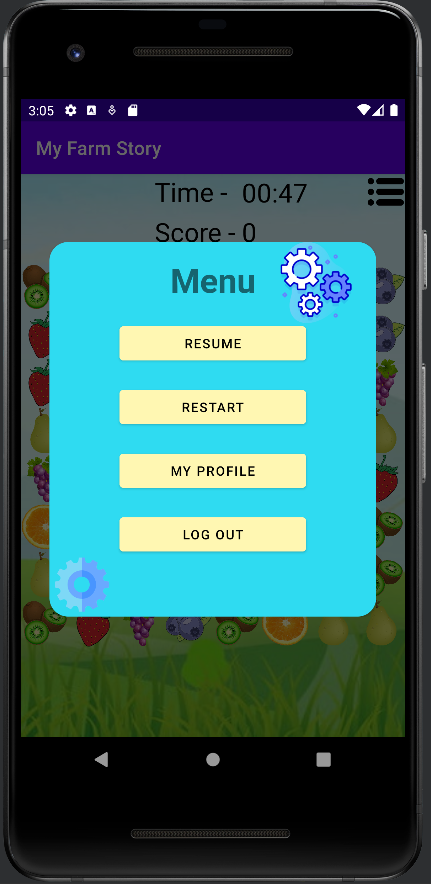 3:05
My Farm Story
Time - 00:47
Score - 0
Menu
RESUME
RESTART
MY PROFILE
LOG OUT